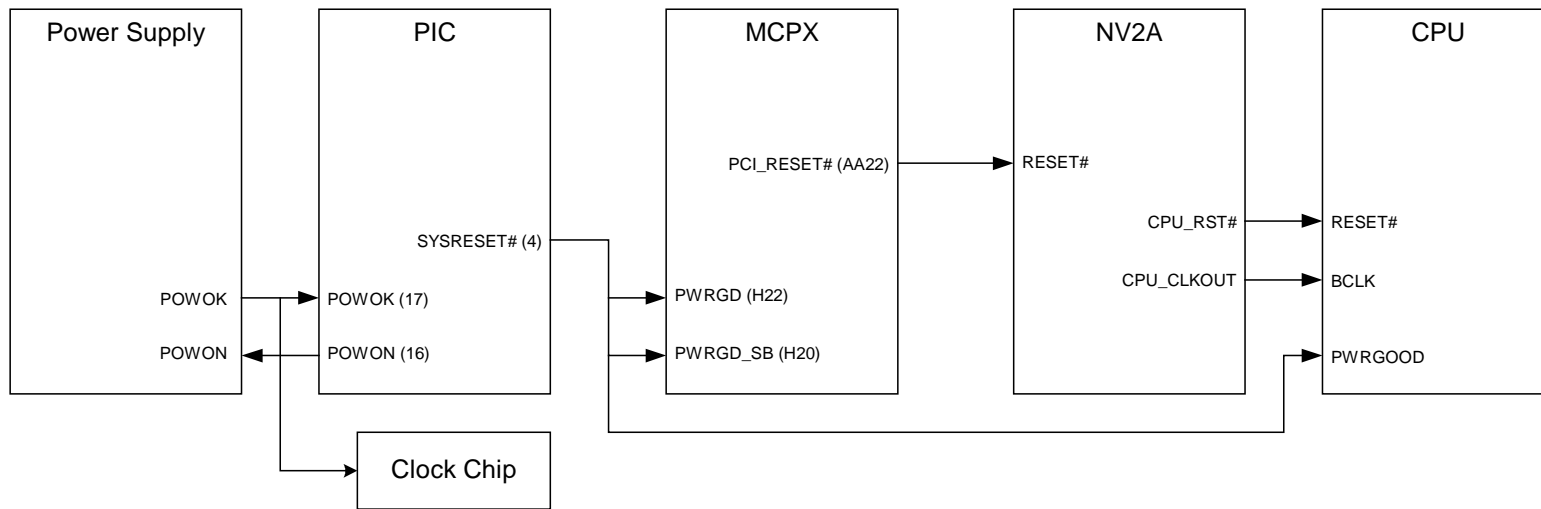 Power Supply
PIC
MCPX
NV2A
CPU
PCI_RESET# (AA22)
RESET#
CPU_RST#
RESET#
SYSRESET# (4)
CPU_CLKOUT
BCLK
POWOK
POWOK (17)
PWRGD (H22)
POWON
POWON (16)
PWRGD_SB (H20)
PWRGOOD
Clock Chip